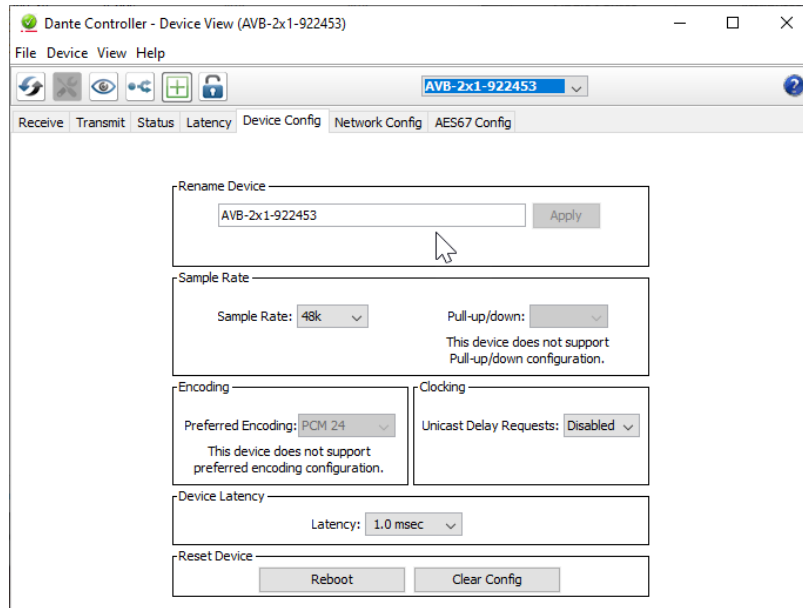 Dante Controller - Device View (AVB-2x1-922453)
File Device View Help
AVB-2x1-922453
?
Receive Transmit Status Latency Device Config Network Config AES67 Config
Rename Device
AVB-2x1-922453 Apply
Sample Rate
Sample Rate: 48k Pull-up/down:
This device does not support
Pull-up/down configuration.
Encoding Clocking
Preferred Encoding: PCM 24 Unicast Delay Requests: Disabled
This device does not support
preferred encoding configuration.
Device Latency
Latency: 1.0 msec
Reset Device
Reboot Clear Config